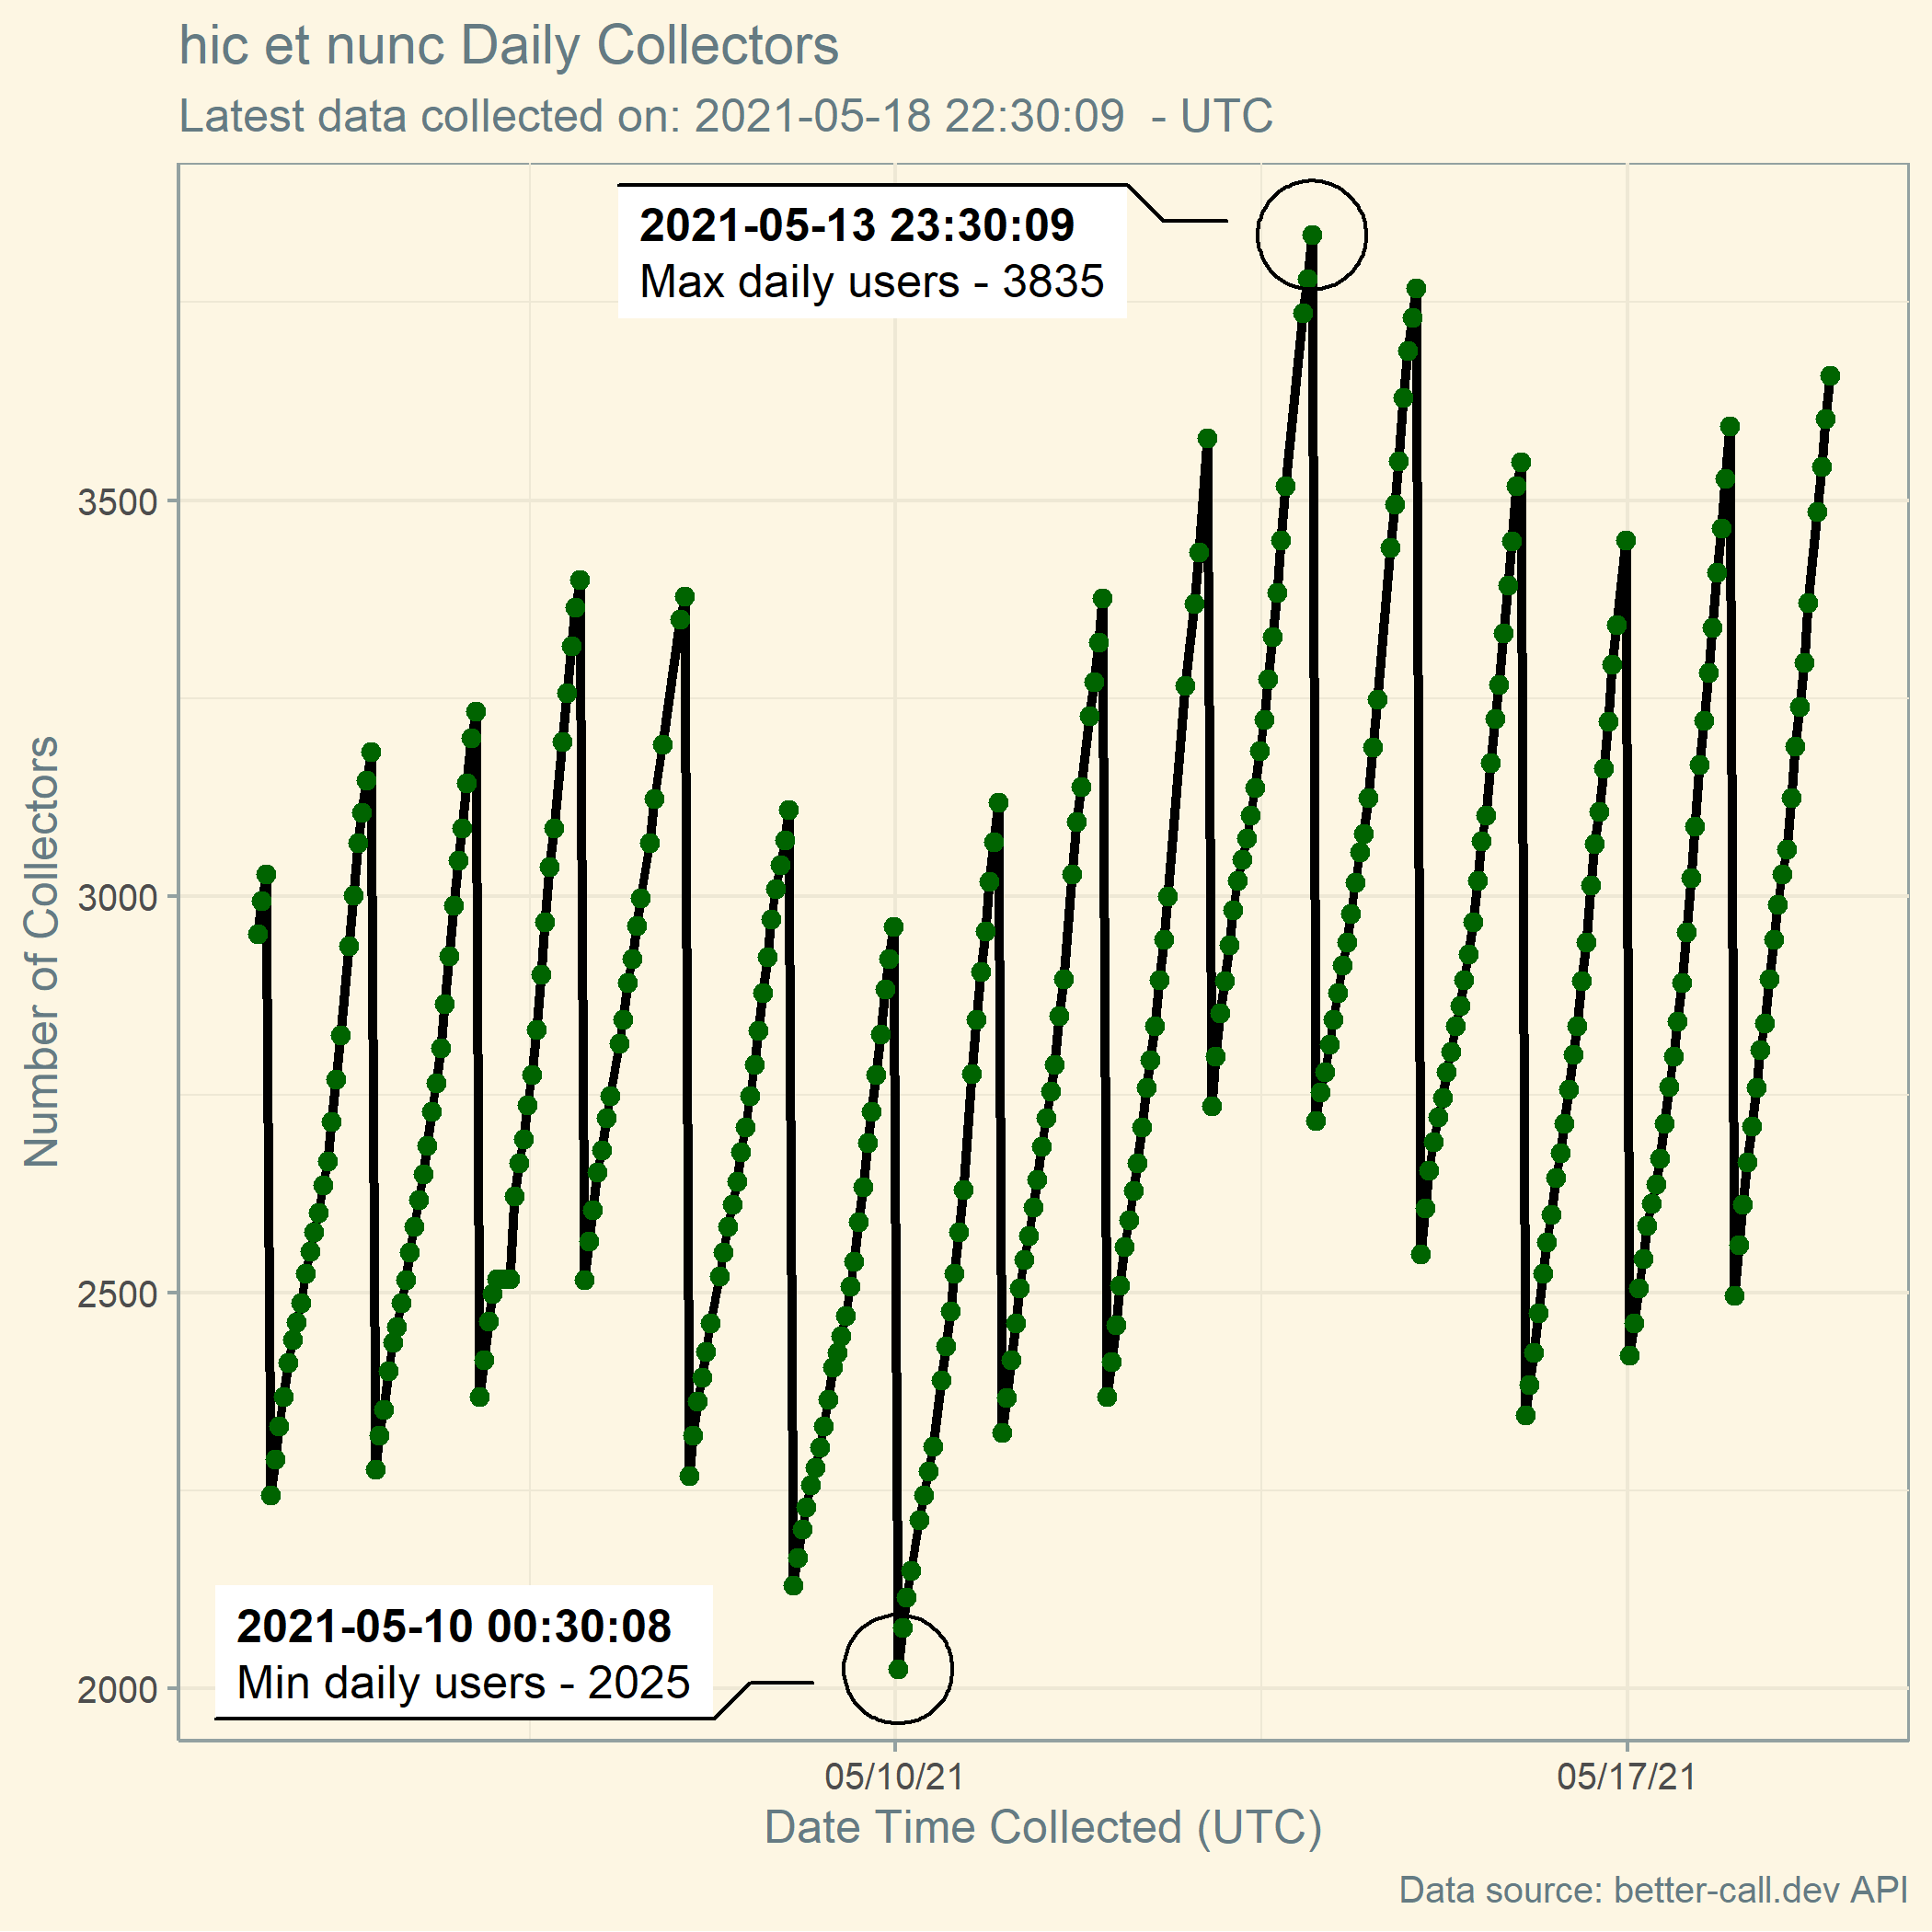 hic et nunc Daily Collectors
Latest data collected on: 2021-05-18 22:30:09  - UTC
2021-05-13 23:30:09
Max daily users - 3835
3500
3000
2500
2000
Number of Collectors
2021-05-10 00:30:08
Min daily users - 2025
05/10/21
05/17/21
Date Time Collected (UTC)
Data source: better-call.dev API